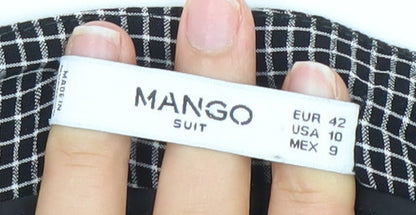 MADE IN
MANGO
SUIT
EUR 42
USA 10
MEX 9